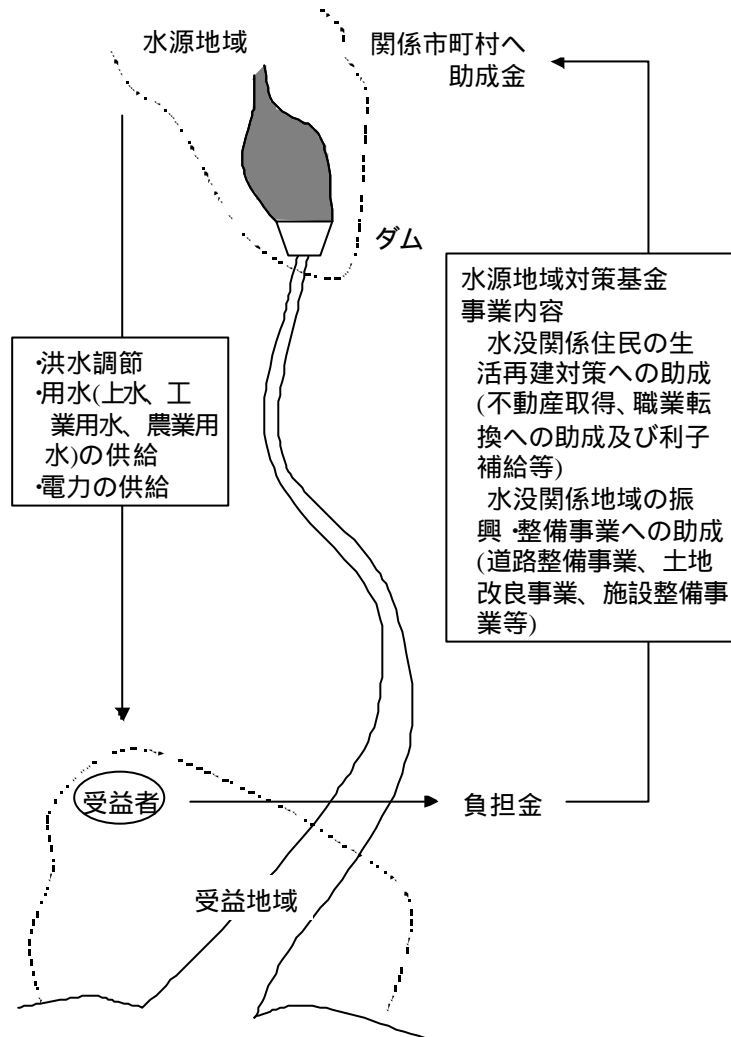 水源地域
関係市町村へ
助成金
ダム
・洪水調節
・用水(上水、工
業用水、農業用
水)の供給
・電力の供給
水源地域対策基金
事業内容
水没関係住民の生
活再建対策への助成
(不動産取得、職業転
換への助成及び利子
補給等)
水没関係地域の振
興・整備事業への助成
(道路整備事業、土地
改良事業、施設整備事
業等)
受益者
負担金
受益地域